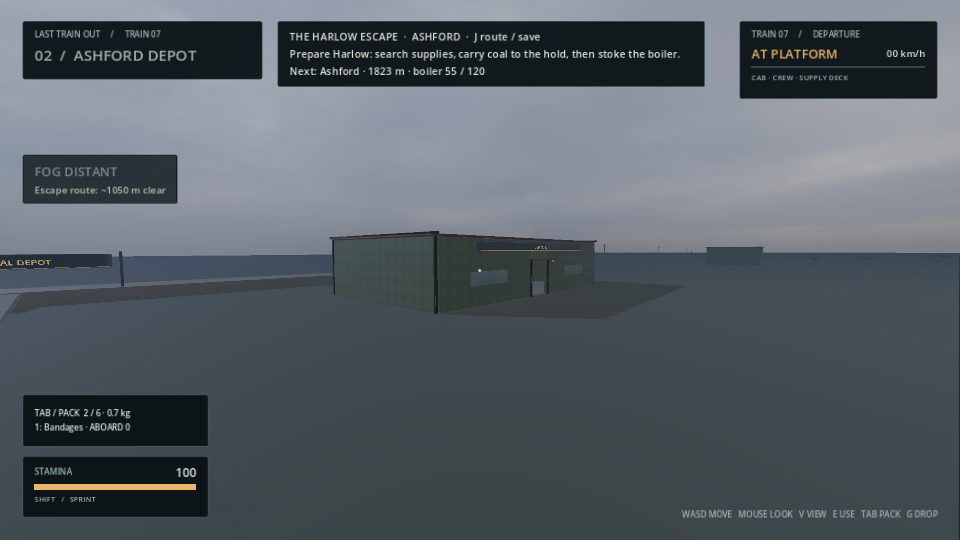 LAST TRAIN OUT / TRAIN 07
02 / ASHFORD DEPOT
THE HARLOW ESCAPE · ASHFORD · J route / save
Prepare Harlow: search supplies, carry coal to the hold, then stoke the boiler.
Next: Ashford · 1823 m · boiler 55 / 120
TRAIN 07 / DEPARTURE
AT PLATFORM 00 km/h
CAB · CREW · SUPPLY DECK
FOG DISTANT
Escape route: ~1050 m clear
AL DEPOT
TAB / PACK 2 / 6 · 0.7 kg
1: Bandages · ABOARD 0
STAMINA 100
SHIFT / SPRINT
WASD MOVE MOUSE LOOK V VIEW E USE TAB PACK G DROP